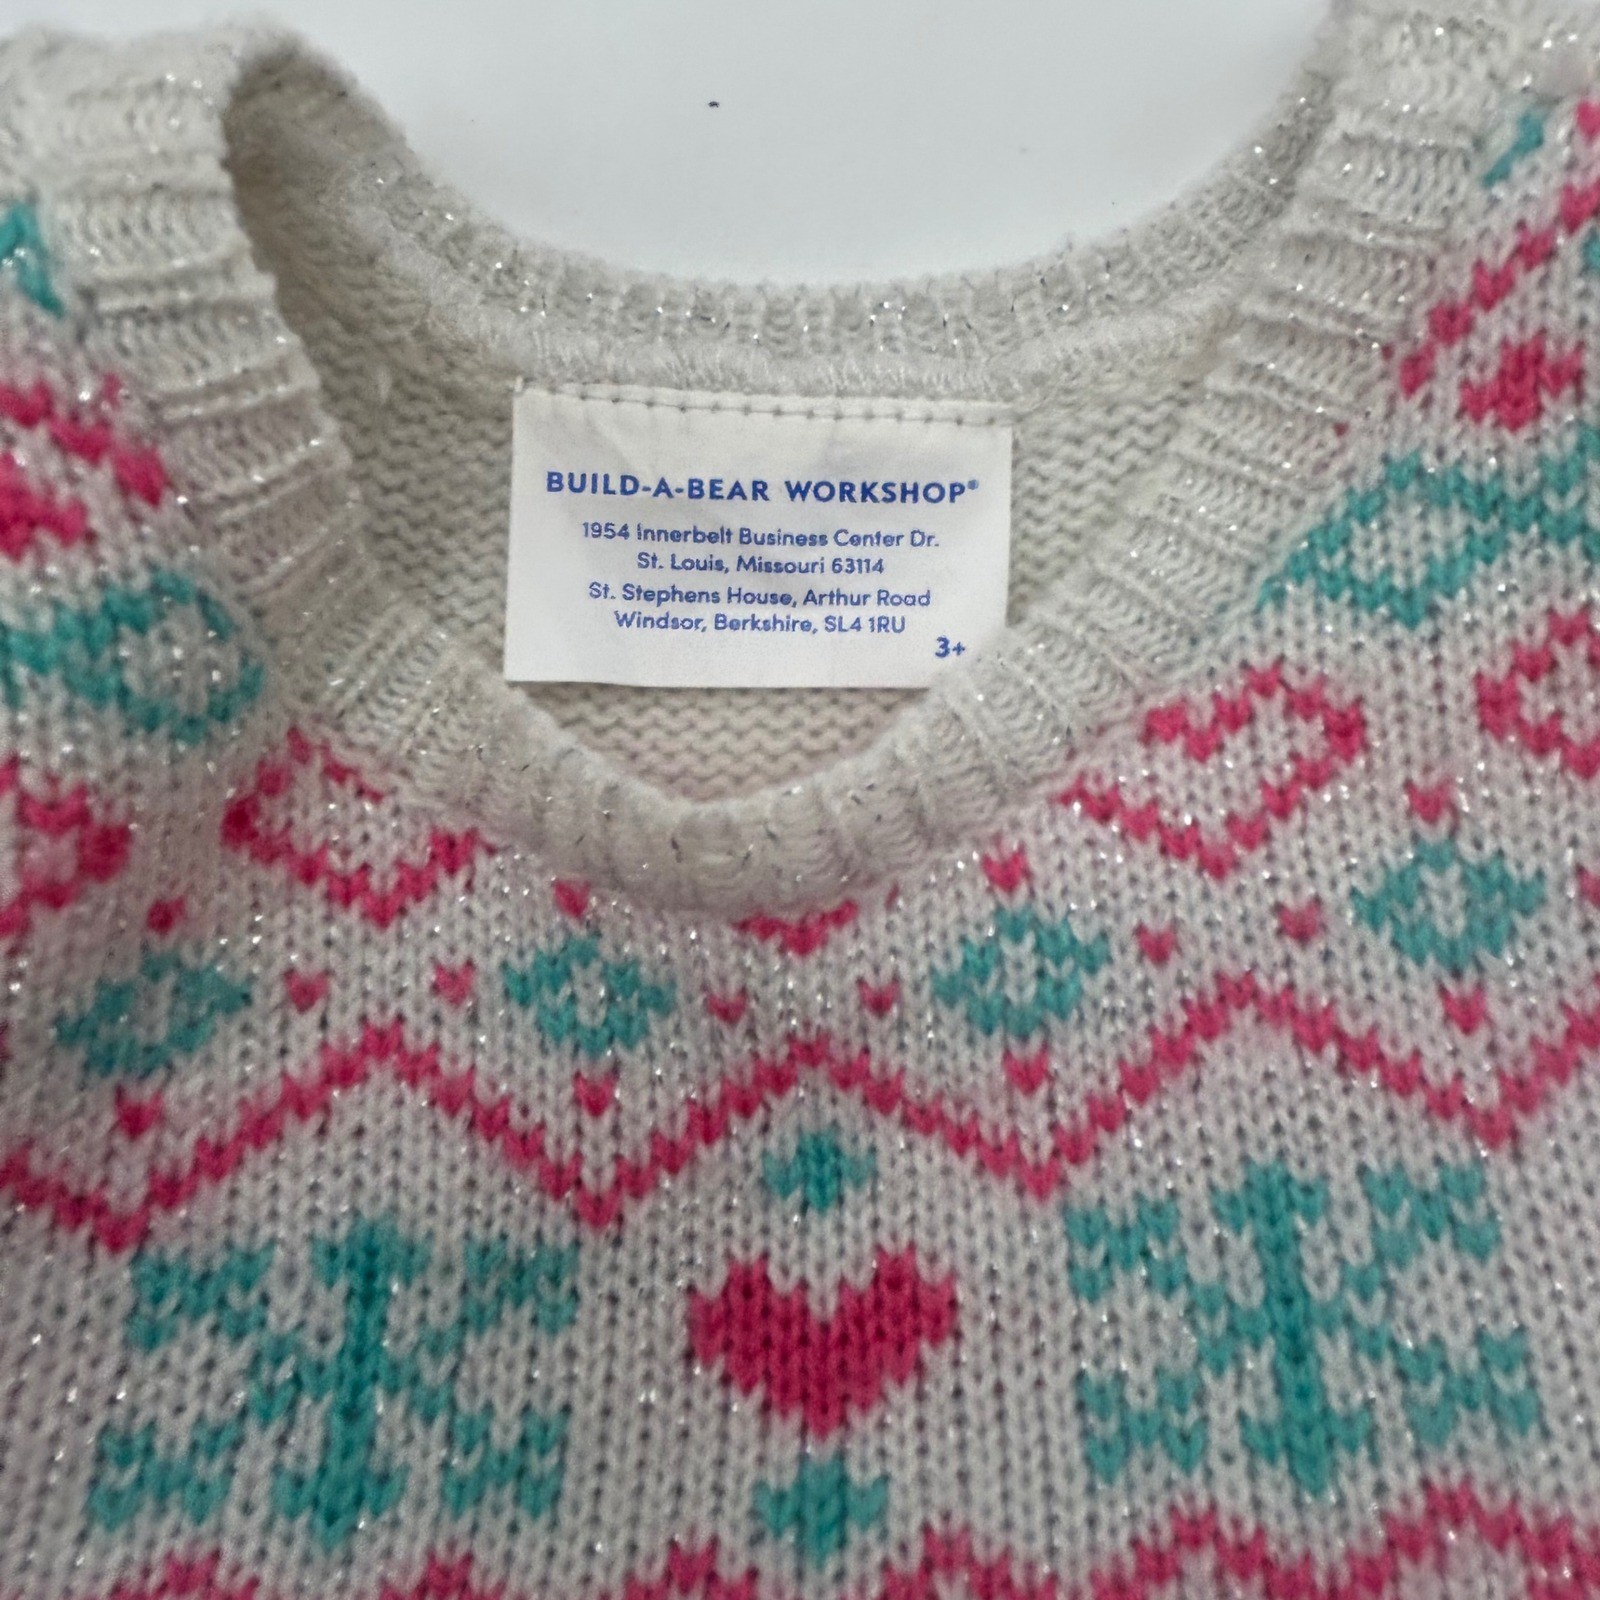 BUILD-A-BEAR WORKSHOP®
1954 Innerbelt Business Center Dr.
St. Louis, Missouri 63114
St. Stephens House, Arthur Road
Windsor, Berkshire, SL4 1RU
3+